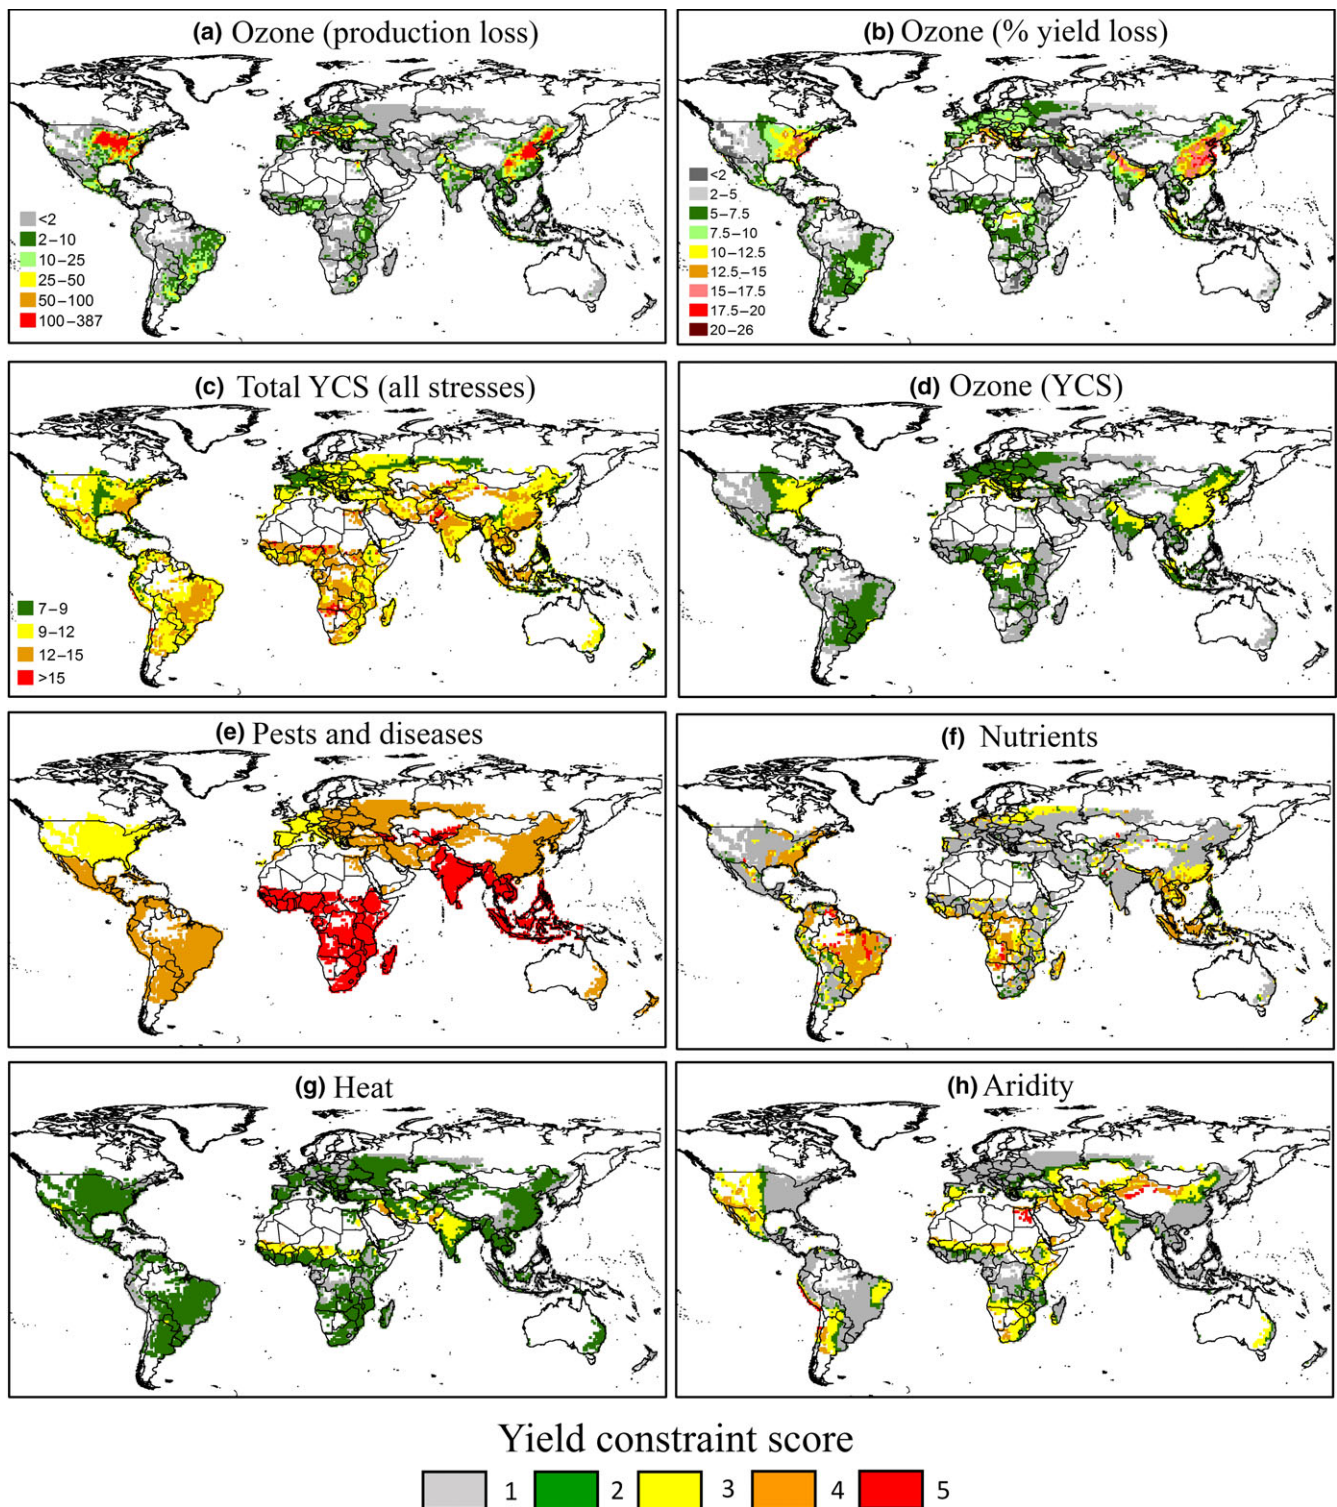 (a) Ozone (production loss)
<2
2–10
10–25
25–50
50–100
100–387
(b) Ozone (% yield loss)
<2
2–5
5–7.5
7.5–10
10–12.5
12.5–15
15–17.5
17.5–20
20–26
(c) Total YCS (all stresses)
7–9
9–12
12–15
>15
(d) Ozone (YCS)
(e) Pests and diseases
(f) Nutrients
(g) Heat
(h) Aridity
Yield constraint score
1 2 3 4 5